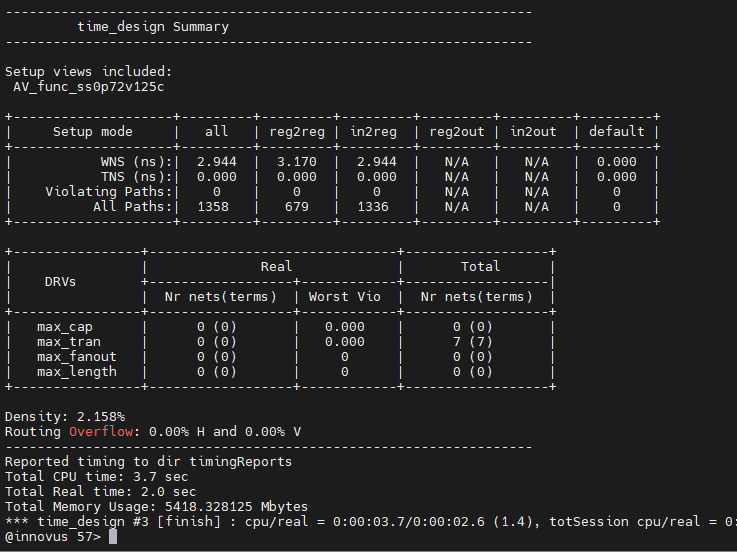 ------------------------------------------------------------------
         time_design Summary
------------------------------------------------------------------
Setup views included:
 AV_func_ss0p72v125c
+--------------------+---------+---------+---------+---------+---------+---------+
|     Setup mode     |   all   | reg2reg | in2reg  | reg2out | in2out  | default |
+--------------------+---------+---------+---------+---------+---------+---------+
|           WNS (ns):|  2.944  |  3.170  |  2.944  |   N/A   |   N/A   |  0.000  |
|           TNS (ns):|  0.000  |  0.000  |  0.000  |   N/A   |   N/A   |  0.000  |
|    Violating Paths:|    0    |    0    |    0    |   N/A   |   N/A   |    0    |
|          All Paths:|  1358   |   679   |  1336   |   N/A   |   N/A   |    0    |
+--------------------+---------+---------+---------+---------+---------+---------+
+----------------+-------------------------------+------------------+
|                |              Real             |       Total      |
|    DRVs        +------------------+------------+------------------|
|                |  Nr nets(terms)  | Worst Vio  |  Nr nets(terms)  |
+----------------+------------------+------------+------------------+
|   max_cap      |      0 (0)       |   0.000    |      0 (0)       |
|   max_tran     |      0 (0)       |   0.000    |      7 (7)       |
|   max_fanout   |      0 (0)       |     0      |      0 (0)       |
|   max_length   |      0 (0)       |     0      |      0 (0)       |
+----------------+------------------+------------+------------------+
Density: 2.158%
Routing Overflow: 0.00% H and 0.00% V
------------------------------------------------------------------
Reported timing to dir timingReports
Total CPU time: 3.7 sec
Total Real time: 2.0 sec
Total Memory Usage: 5418.328125 Mbytes
*** time_design #3 [finish] : cpu/real = 0:00:03.7/0:00:02.6 (1.4), totSession cpu/real = 0:
@innovus 57>